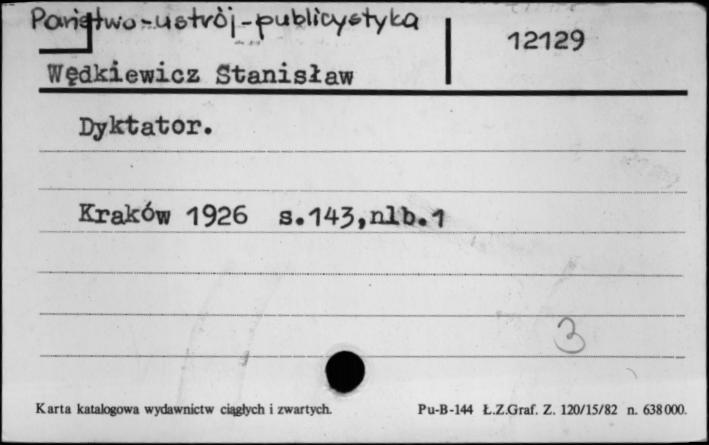 Państwo-ustrój-publicystyka
12129
Wędkiewicz Stanisław
Dyktator.
Kraków 1926 s.143,nlb.1
3
Karta katalogowa wydawnictw ciągłych i zwartych.
Pu-B-144 Ł.Z.Graf. Z. 120/15/82 n. 638000.